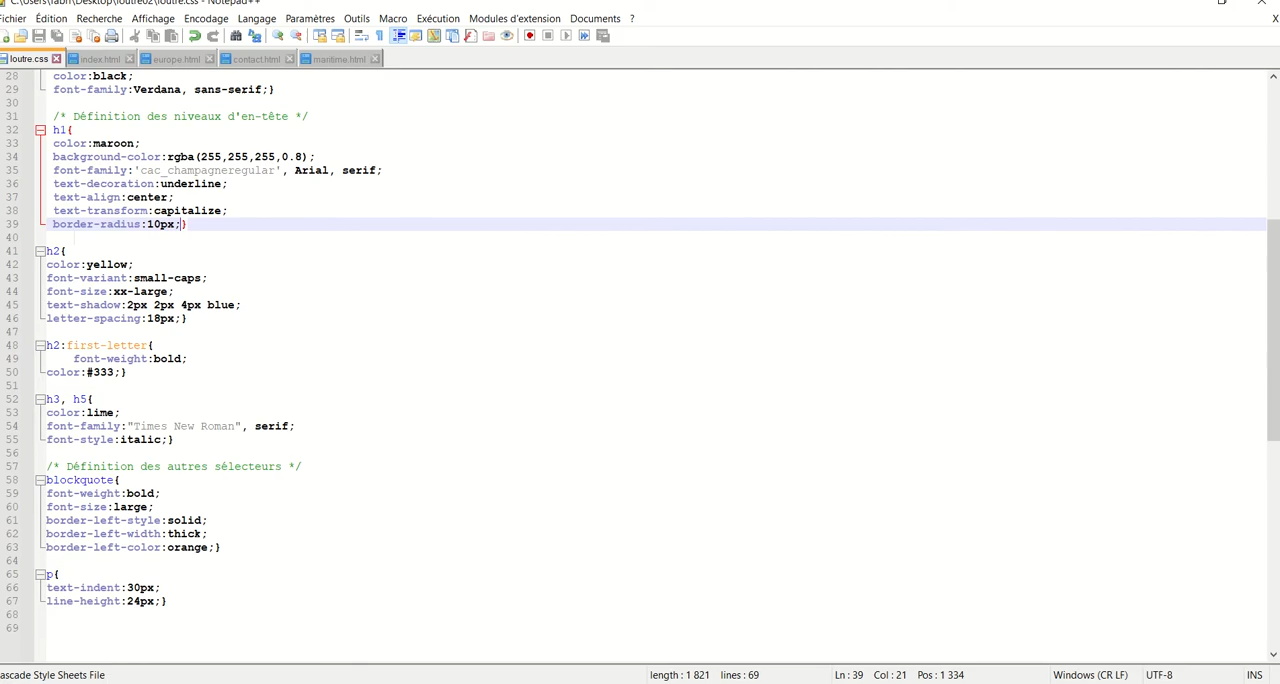 C:\Users\fabri\Desktop\loutre02\loutre.css - Notepad++
ichier Édition Recherche Affichage Encodage Langage Paramètres Outils Macro Exécution Modules d'extension Documents ? X
loutre.css index.html europe.html contact.html maritime.html
28 color:black;
29 font-family:Verdana, sans-serif;}
30
31 /* Définition des niveaux d'en-tête */
32 h1{
33 color:maroon;
34 background-color:rgba(255,255,255,0.8);
35 font-family:'cac_champagneregular', Arial, serif;
36 text-decoration:underline;
37 text-align:center;
38 text-transform:capitalize;
39 border-radius:10px;}
40
41 h2{
42 color:yellow;
43 font-variant:small-caps;
44 font-size:xx-large;
45 text-shadow:2px 2px 4px blue;
46 letter-spacing:18px;}
47
48 h2:first-letter{
49 font-weight:bold;
50 color:#333;}
51
52 h3, h5{
53 color:lime;
54 font-family:"Times New Roman", serif;
55 font-style:italic;}
56
57 /* Définition des autres sélecteurs */
58 blockquote{
59 font-weight:bold;
60 font-size:large;
61 border-left-style:solid;
62 border-left-width:thick;
63 border-left-color:orange;}
64
65 p{
66 text-indent:30px;
67 line-height:24px;}
68
69
ascade Style Sheets File length : 1 821 lines : 69 Ln : 39 Col : 21 Pos : 1 334 Windows (CR LF) UTF-8 INS